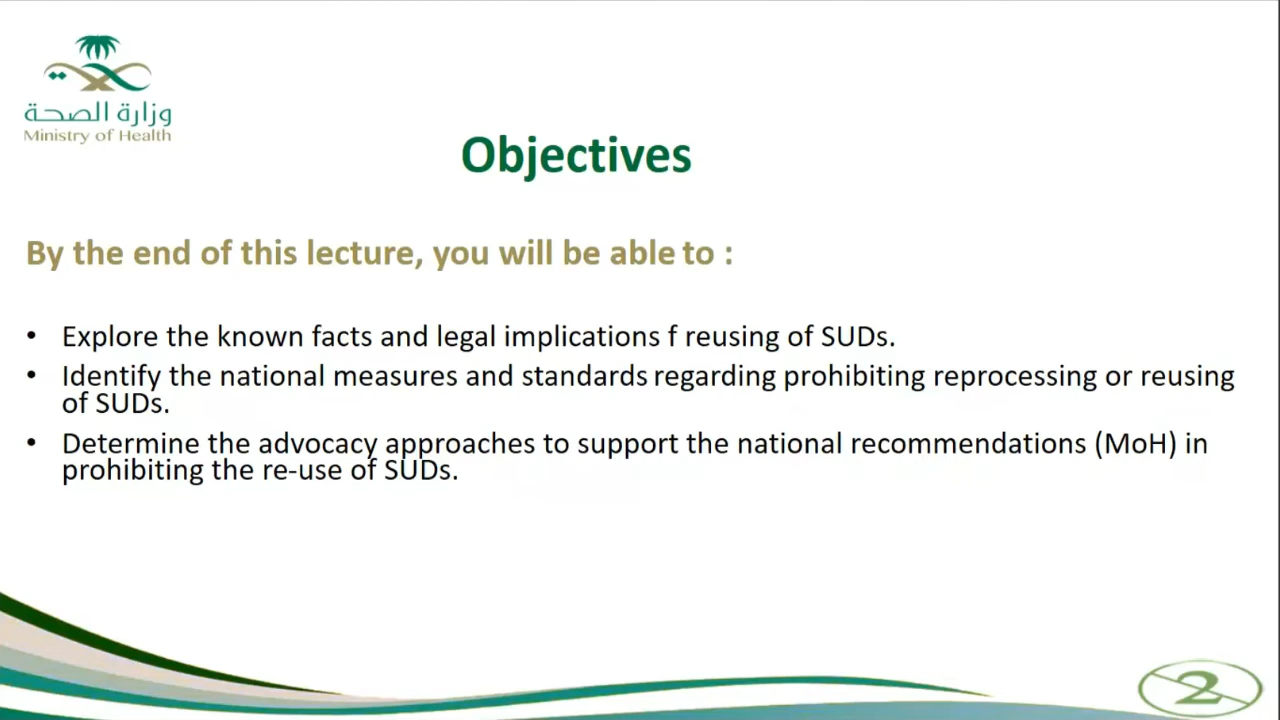 وزارة الصحة
Ministry of Health
Objectives
By the end of this lecture, you will be able to :
• Explore the known facts and legal implications f reusing of SUDs.
• Identify the national measures and standards regarding prohibiting reprocessing or reusing
of SUDs.
• Determine the advocacy approaches to support the national recommendations (MoH) in
prohibiting the re-use of SUDs.
2